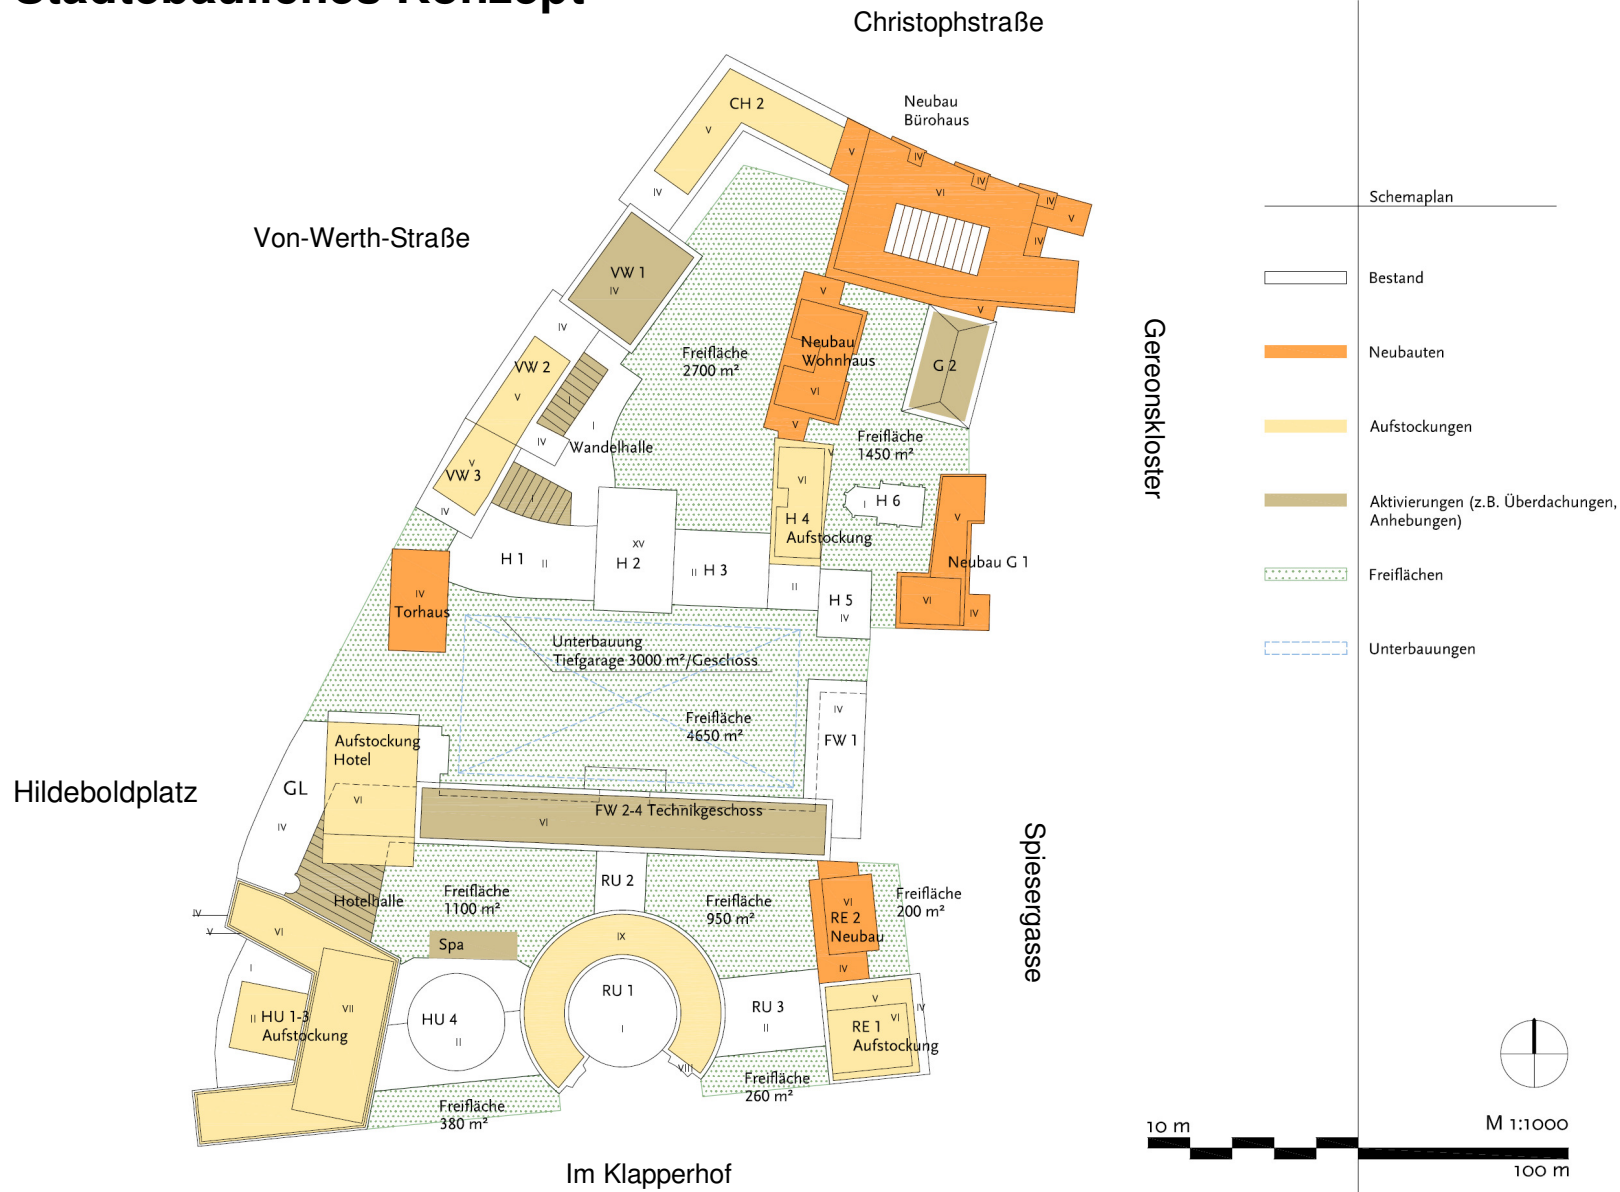 Städtebauliches Konzept
Christophstraße
Neubau
Bürohaus
CH 2
V
IV
V
IV
IV
VI
IV
V
IV
Schemaplan
Von-Werth-Straße
VW 1
IV
Bestand
V
V
IV
Freifläche
2700 m²
Neubau
Wohnhaus
VI
V
G 2
Gereonskloster
Neubauten
VW 2
V
I
I
IV
Wandelhalle
Freifläche
1450 m²
Aufstockungen
V
VW 3
I
IV
V
VI
H 4
Aufstockung
I
H 6
V
Neubau G 1
VI
IV
Aktivierungen (z.B. Überdachungen,
Anhebungen)
H 1
II
XV
H 2
II
H 3
II
H 5
IV
Freiflächen
IV
Torhaus
Unterbauung
Tiefgarage 3000 m²/Geschoss
Unterbauungen
Freifläche
4650 m²
IV
FW 1
Aufstockung
Hotel
Hildeboldplatz
GL
VI
IV
VI
FW 2-4 Technikgeschoss
Spiesergasse
Hotelhalle
Freifläche
1100 m²
RU 2
Freifläche
950 m²
VI
RE 2
Neubau
IV
Freifläche
200 m²
IV
V
VI
Spa
IX
I
VII
II
HU 1-3
Aufstockung
HU 4
II
RU 1
I
RU 3
II
V
IV
VI
RE 1
Aufstockung
VIII
Freifläche
260 m²
Freifläche
380 m²
Im Klapperhof
10 m
M 1:1000
100 m